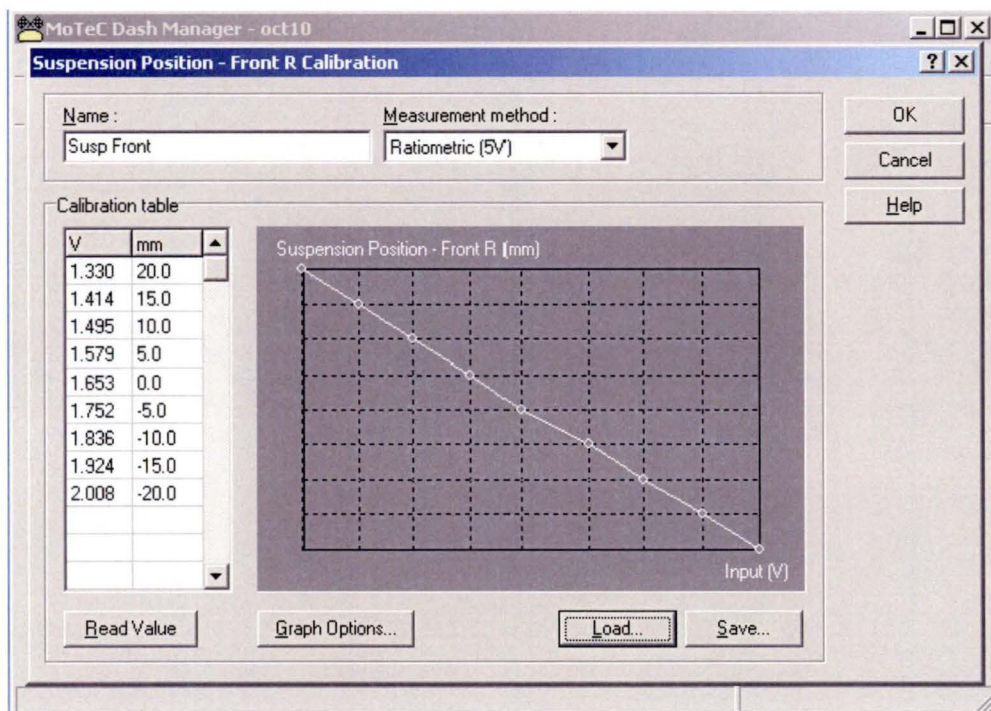 MoTeC Dash Manager - oct10
Suspension Position - Front R Calibration
Name :
Measurement method :
Susp Front
Ratiometric (5V')
OK
Cancel
Help
Calibration table
V mm
1.330 20.0
1.414 15.0
1.495 10.0
1.579 5.0
1.653 0.0
1.752 -5.0
1.836 -10.0
1.924 -15.0
2.008 -20.0
Suspension Position - Front R [mm]
Input (V)
Read Value
Graph Options...
Load...
Save...